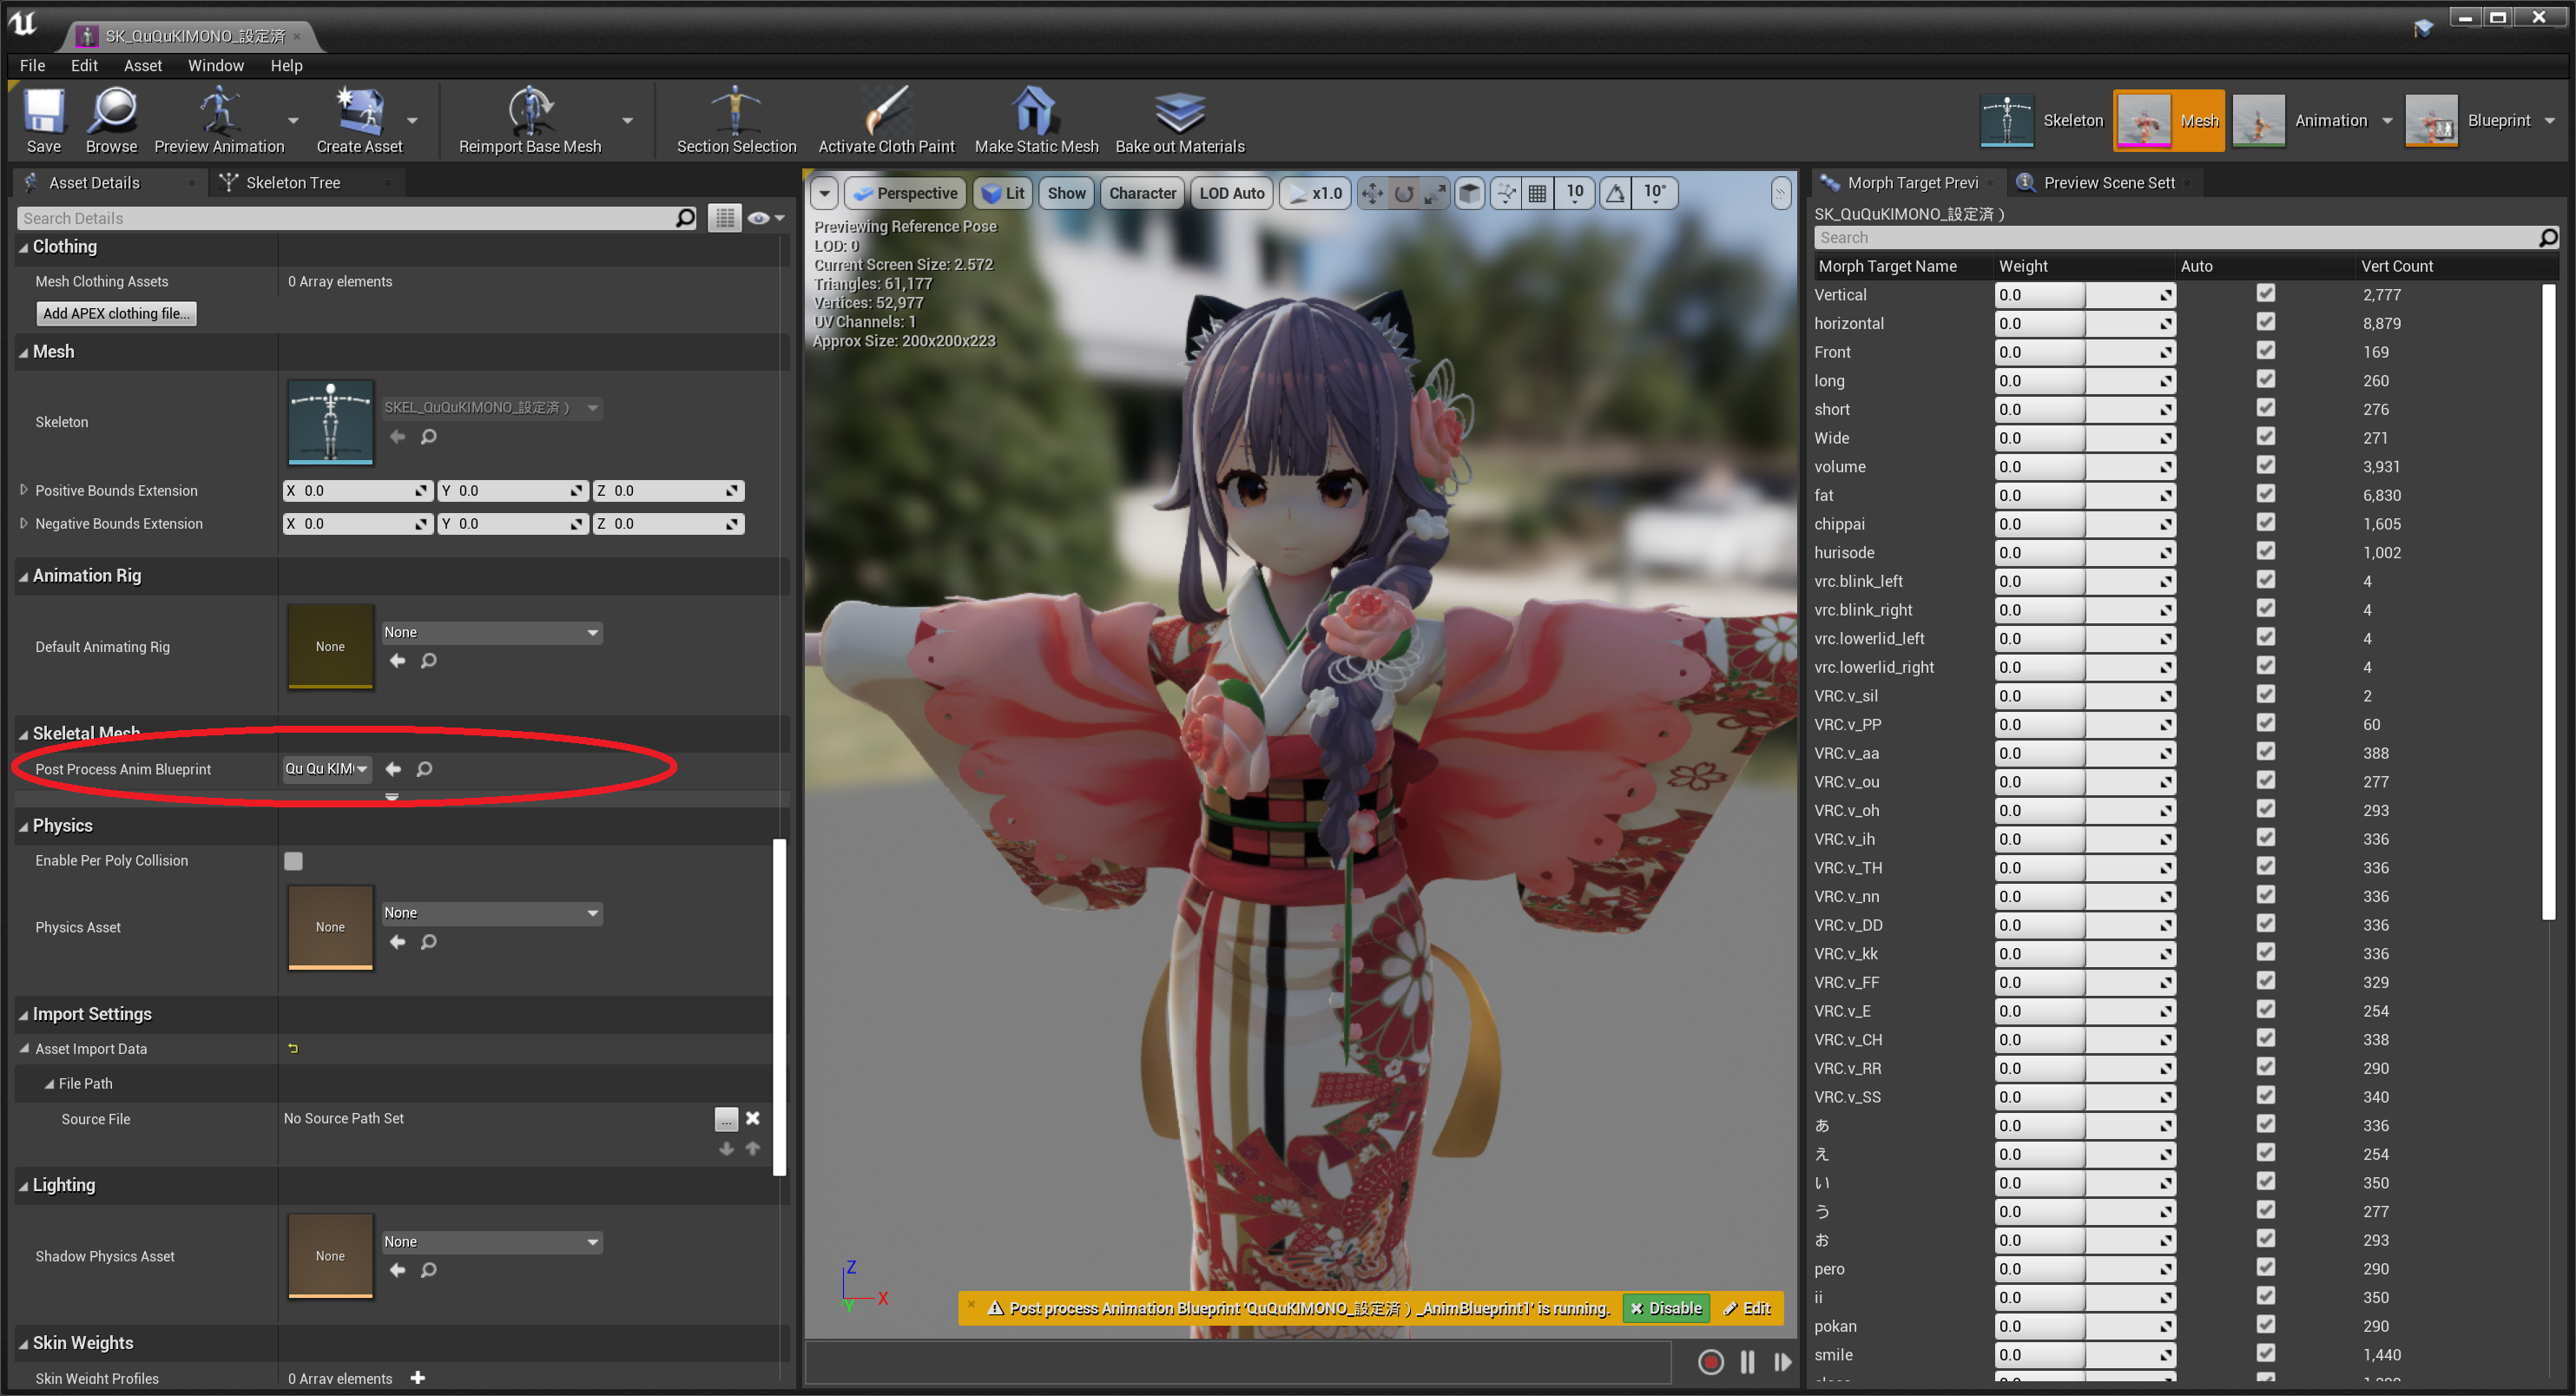 SK_QuQuKIMONO_設定済
File Edit Asset Window Help
Save Browse Preview Animation Create Asset Reimport Base Mesh Section Selection Activate Cloth Paint Make Static Mesh Bake out Materials Skeleton Mesh Animation Blueprint
Asset Details Skeleton Tree
Search Details
Clothing
Mesh Clothing Assets 0 Array elements
Add APEX clothing file...
Mesh
Skeleton SKEL_QuQuKIMONO_設定済）
Positive Bounds Extension X 0.0 Y 0.0 Z 0.0
Negative Bounds Extension X 0.0 Y 0.0 Z 0.0
Animation Rig
Default Animating Rig None None
Skeletal Mesh
Post Process Anim Blueprint Qu Qu KIM
Physics
Enable Per Poly Collision
Physics Asset None None
Import Settings
Asset Import Data
File Path
Source File No Source Path Set ...
Lighting
Shadow Physics Asset None None
Skin Weights
Skin Weight Profiles 0 Array elements
Perspective Lit Show Character LOD Auto x1.0 10 10°
Previewing Reference Pose
LOD: 0
Current Screen Size: 2.572
Triangles: 61,177
Vertices: 52,977
UV Channels: 1
Approx Size: 200x200x223
Z
Y X
Post process Animation Blueprint 'QuQuKIMONO_設定済）_AnimBlueprint1' is running. Disable Edit
Morph Target Previ Preview Scene Sett
SK_QuQuKIMONO_設定済）
Search
Morph Target Name Weight Auto Vert Count
Vertical 0.0 2,777
horizontal 0.0 8,879
Front 0.0 169
long 0.0 260
short 0.0 276
Wide 0.0 271
volume 0.0 3,931
fat 0.0 6,830
chippai 0.0 1,605
hurisode 0.0 1,002
vrc.blink_left 0.0 4
vrc.blink_right 0.0 4
vrc.lowerlid_left 0.0 4
vrc.lowerlid_right 0.0 4
VRC.v_sil 0.0 2
VRC.v_PP 0.0 60
VRC.v_aa 0.0 388
VRC.v_ou 0.0 277
VRC.v_oh 0.0 293
VRC.v_ih 0.0 336
VRC.v_TH 0.0 336
VRC.v_nn 0.0 336
VRC.v_DD 0.0 336
VRC.v_kk 0.0 336
VRC.v_FF 0.0 329
VRC.v_E 0.0 254
VRC.v_CH 0.0 338
VRC.v_RR 0.0 290
VRC.v_SS 0.0 340
あ 0.0 336
え 0.0 254
い 0.0 350
う 0.0 277
お 0.0 293
pero 0.0 290
ii 0.0 350
pokan 0.0 290
smile 0.0 1,440